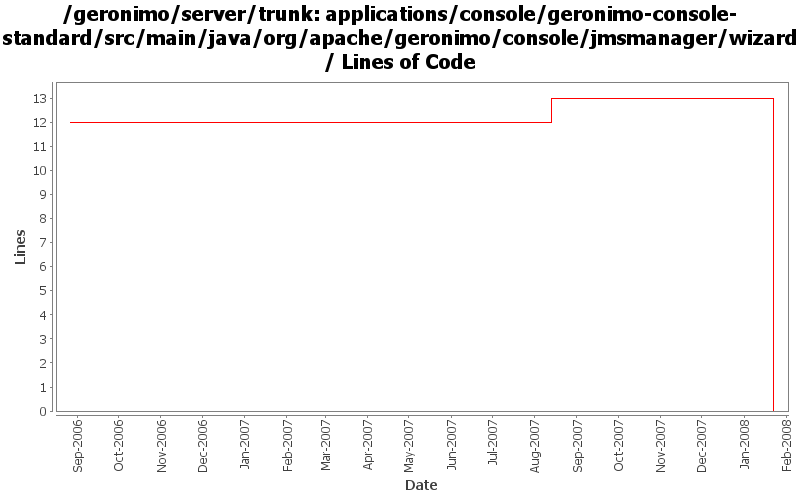 /geronimo/server/trunk: applications/console/geronimo-console-
standard/src/main/java/org/apache/geronimo/console/jmsmanager/wizard
/ Lines of Code
13
12
11
10
9
8
7
6
5
4
3
2
1
0
Lines
Sep-2006
Oct-2006
Nov-2006
Dec-2006
Jan-2007
Feb-2007
Mar-2007
Apr-2007
May-2007
Jun-2007
Jul-2007
Aug-2007
Sep-2007
Oct-2007
Nov-2007
Dec-2007
Jan-2008
Feb-2008
Date